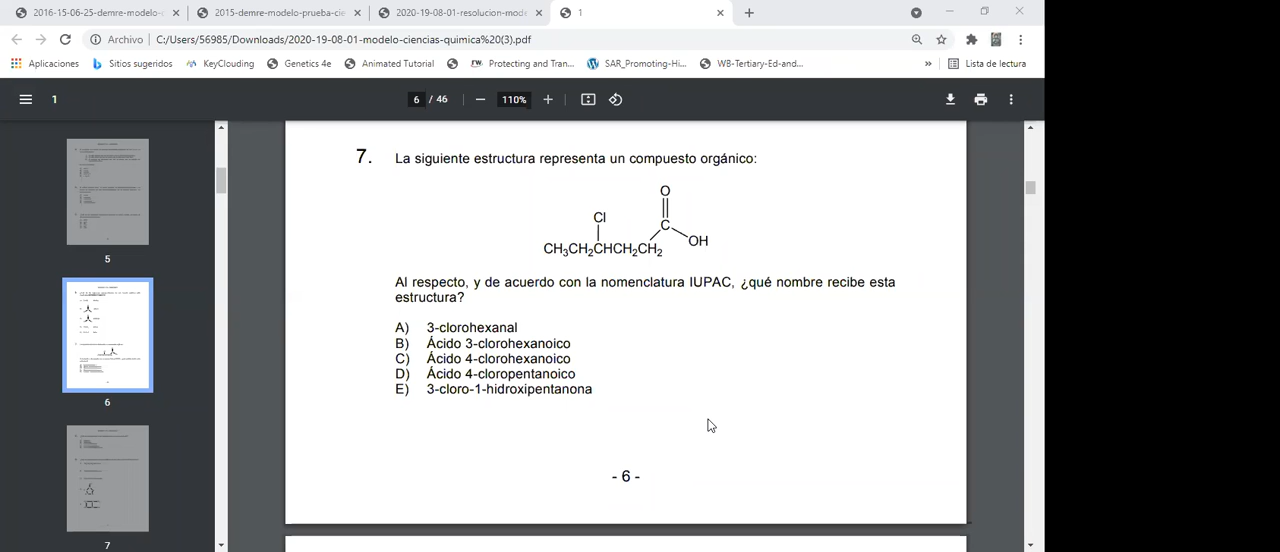 2016-15-06-25-demre-modelo-
2015-demre-modelo-prueba-cie
2020-19-08-01-resolucion-mode
1
Archivo
C:/Users/56985/Downloads/2020-19-08-01-modelo-ciencias-quimica%20(3).pdf
Aplicaciones
Sitios sugeridos
KeyClouding
Genetics 4e
Animated Tutorial
Protecting and Tran...
SAR_Promoting-Hi...
WB-Tertiary-Ed-and...
»
Lista de lectura
1
6 / 46
110%
5
6
7
7. La siguiente estructura representa un compuesto orgánico:
O
Cl
C
OH
CH3CH2CHCH2CH2
Al respecto, y de acuerdo con la nomenclatura IUPAC, ¿qué nombre recibe esta
estructura?
A) 3-clorohexanal
B) Ácido 3-clorohexanoico
C) Ácido 4-clorohexanoico
D) Ácido 4-cloropentanoico
E) 3-cloro-1-hidroxipentanona
- 6 -